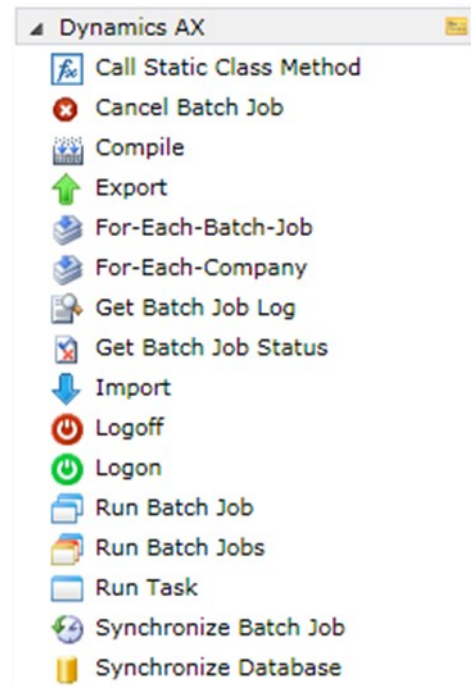 Dynamics AX
Call Static Class Method
Cancel Batch Job
Compile
Export
For-Each-Batch-Job
For-Each-Company
Get Batch Job Log
Get Batch Job Status
Import
Logoff
Logon
Run Batch Job
Run Batch Jobs
Run Task
Synchronize Batch Job
Synchronize Database